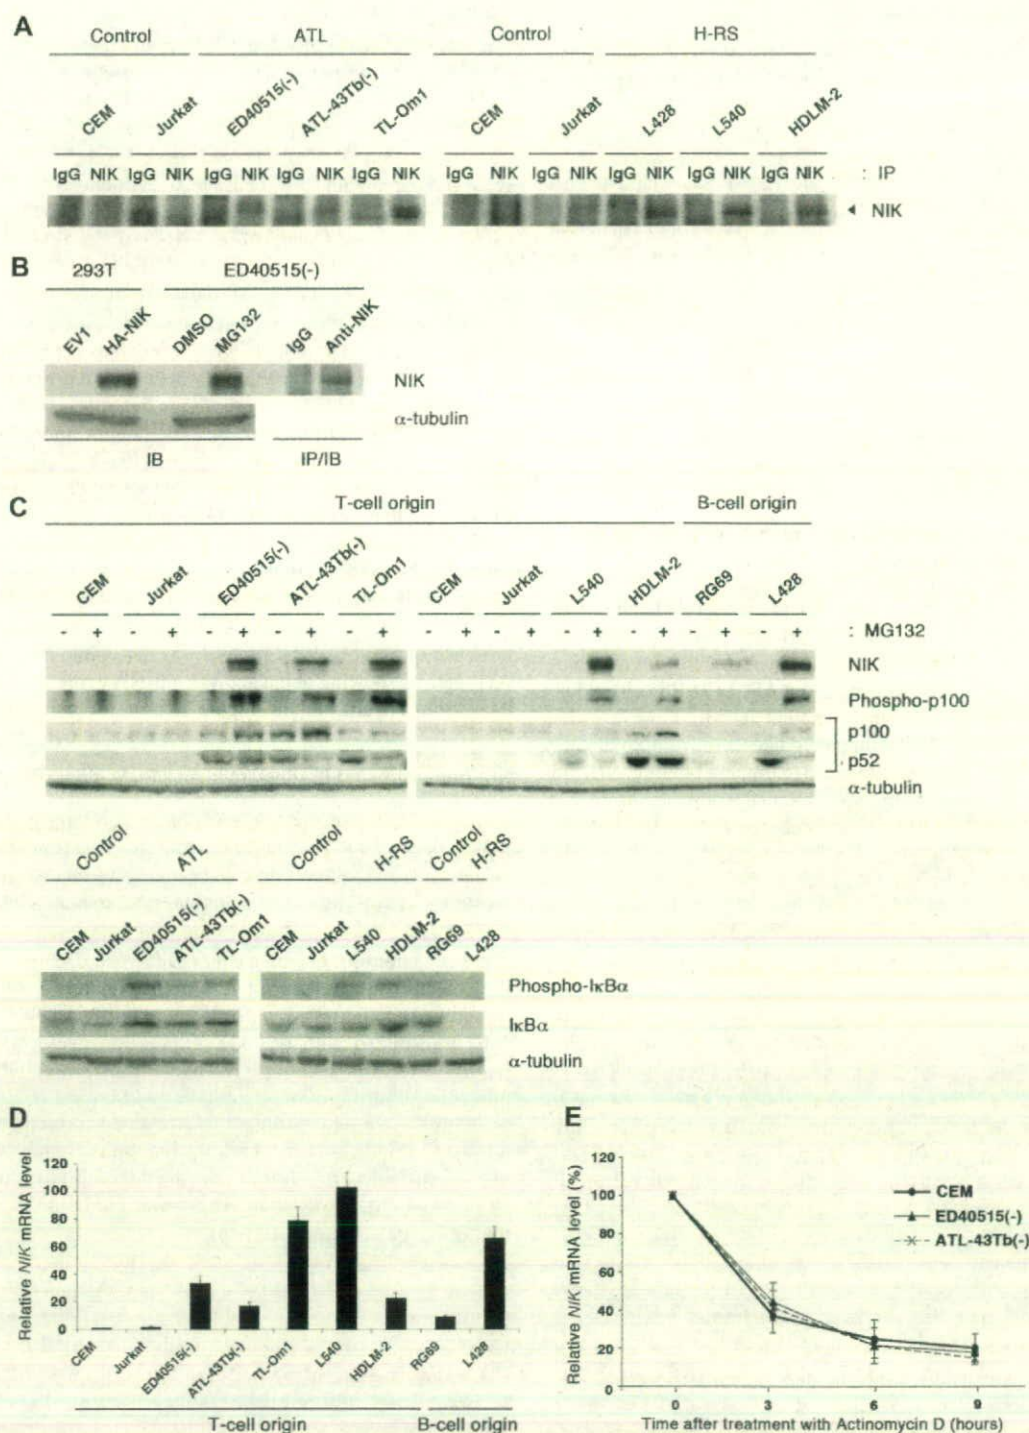 A
Control ATL Control H-RS
CEM Jurkat ED40515(-) ATL-43Tb(-) TL-Om1 CEM Jurkat L428 L540 HDLM-2
IgG NIK IgG NIK IgG NIK IgG NIK IgG NIK IgG NIK IgG NIK IgG NIK IgG NIK IgG NIK : IP
NIK
B
293T ED40515(-)
EV1 HA-NIK DMSO MG132 IgG Anti-NIK
NIK
α-tubulin
IB IP/IB
C
T-cell origin B-cell origin
CEM Jurkat ED40515(-) ATL-43Tb(-) TL-Om1 CEM Jurkat L540 HDLM-2 RG69 L428
- + - + - + - + - + - + - + - + - + - + - + : MG132
NIK
Phospho-p100
p100
p52
α-tubulin
Control ATL Control H-RS Control H-RS
CEM Jurkat ED40515(-) ATL-43Tb(-) TL-Om1 CEM Jurkat L540 HDLM-2 RG69 L428
Phospho-IκBα
IκBα
α-tubulin
D
Relative NIK mRNA level
120
100
80
60
40
20
0
CEM Jurkat ED40515(-) ATL-43Tb(-) TL-Om1 L540 HDLM-2 RG69 L428
T-cell origin B-cell origin
E
Relative NIK mRNA level (%)
120
100
80
60
40
20
0
CEM
ED40515(-)
ATL-43Tb(-)
0 3 6 9
Time after treatment with Actinomycin D (hours)